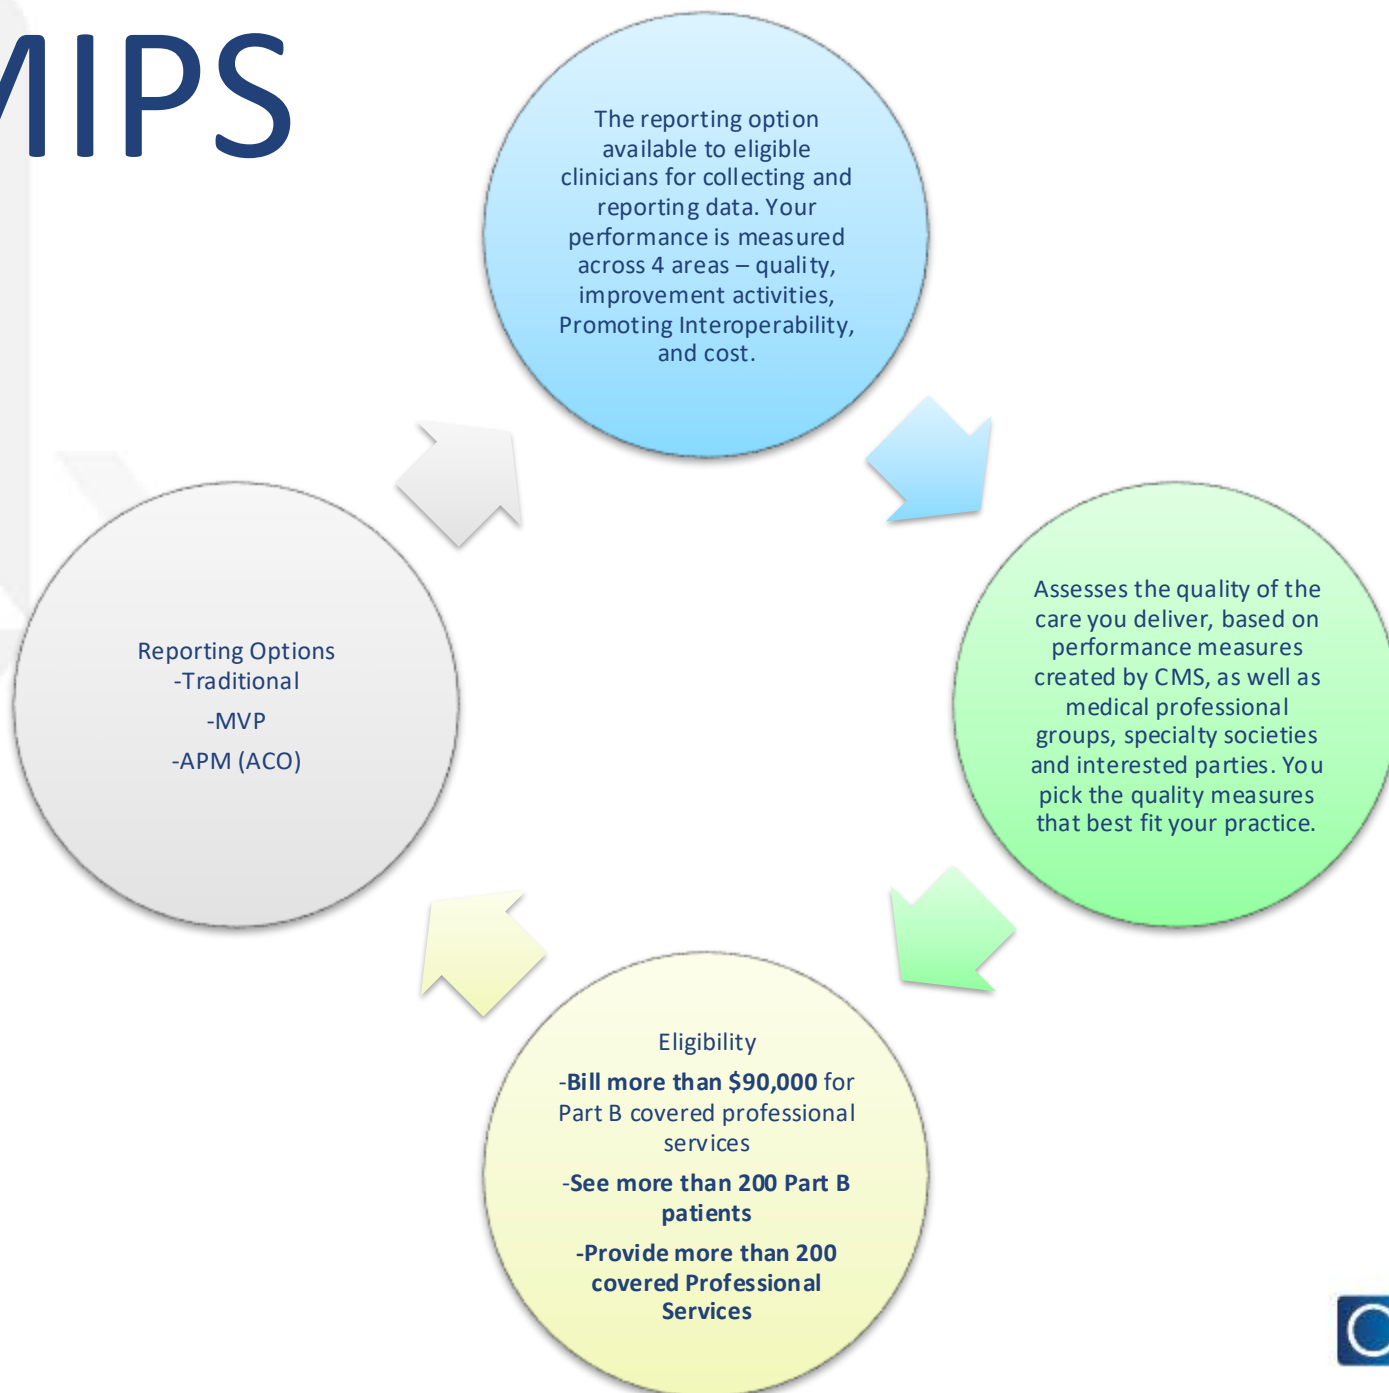 MIPS
The reporting option
available to eligible
clinicians for collecting and
reporting data. Your
performance is measured
across 4 areas – quality,
improvement activities,
Promoting Interoperability,
and cost.
Assesses the quality of the
care you deliver, based on
performance measures
created by CMS, as well as
medical professional
groups, specialty societies
and interested parties. You
pick the quality measures
that best fit your practice.
Eligibility
-Bill more than $90,000 for
Part B covered professional
services
-See more than 200 Part B
patients
-Provide more than 200
covered Professional
Services
Reporting Options
-Traditional
-MVP
-APM (ACO)